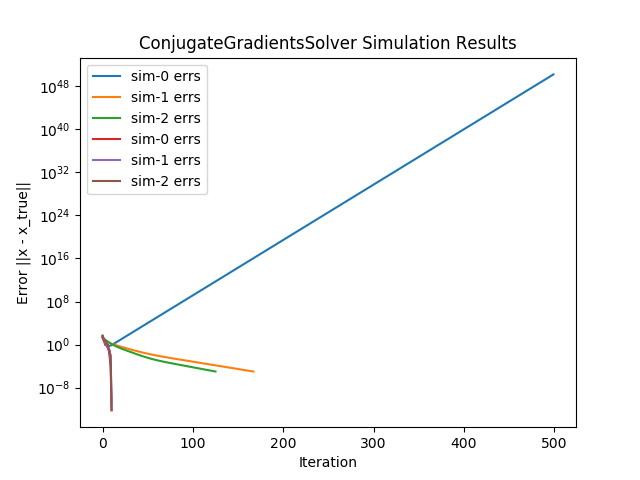 ConjugateGradientsSolver Simulation Results
sim-0 errs
sim-1 errs
sim-2 errs
sim-0 errs
sim-1 errs
sim-2 errs
Error ||x - x_true||
10^48
10^40
10^32
10^24
10^16
10^8
10^0
10^-8
0 100 200 300 400 500
Iteration